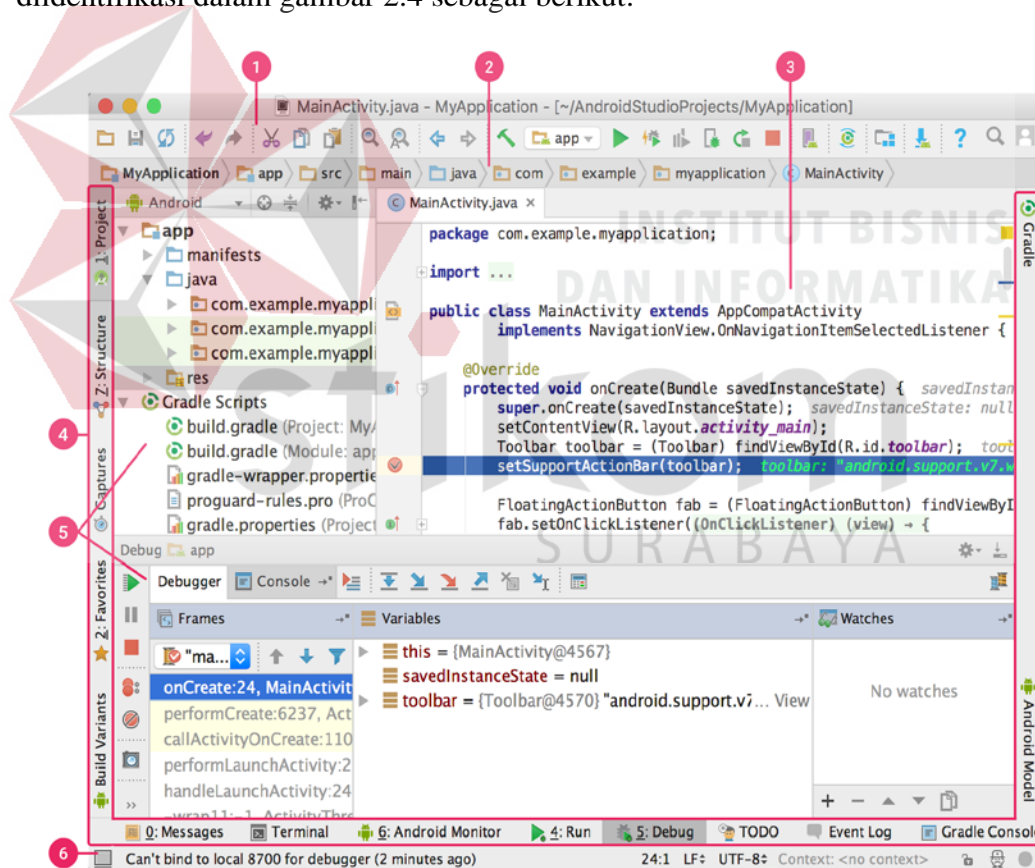 diidentifikasi dalam gambar 2.4 sebagai berikut:
1 2 3
MainActivity.java - MyApplication - [~/AndroidStudioProjects/MyApplication]
app
MyApplication app src main java com example myapplication MainActivity
1: Project
Z: Structure
Captures
2: Favorites
Build Variants
4
5
6
Android
app
manifests
java
com.example.myappli
com.example.myappli
com.example.myappli
res
Gradle Scripts
build.gradle (Project: My
build.gradle (Module: app
gradle-wrapper.propertie
proguard-rules.pro (ProG
gradle.properties (Project
MainActivity.java ×
package com.example.myapplication;
import ...
public class MainActivity extends AppCompatActivity
implements NavigationView.OnNavigationItemSelectedListener {
@Override
protected void onCreate(Bundle savedInstanceState) { savedInstan
super.onCreate(savedInstanceState); savedInstanceState: null
setContentView(R.layout.activity_main);
Toolbar toolbar = (Toolbar) findViewById(R.id.toolbar); tool
setSupportActionBar(toolbar); toolbar: "android.support.v7.w
FloatingActionButton fab = (FloatingActionButton) findViewByI
fab.setOnClickListener((OnClickListener) (view) → {
Gradle
Android Model
INSTITUT BISNIS
DAN INFORMATIKA
stikom
SURABAYA
Debug app
Debugger Console
Frames Variables Watches
"ma...
onCreate:24, MainActivit
performCreate:6237, Act
callActivityOnCreate:110
performLaunchActivity:2
handleLaunchActivity:24
-wrap11:-1, ActivityThre
this = {MainActivity@4567}
savedInstanceState = null
toolbar = {Toolbar@4570} "android.support.v7... View
No watches
0: Messages Terminal 6: Android Monitor 4: Run 5: Debug TODO Event Log Gradle Console
Can't bind to local 8700 for debugger (2 minutes ago) 24:1 LF UTF-8 Context: <no context>